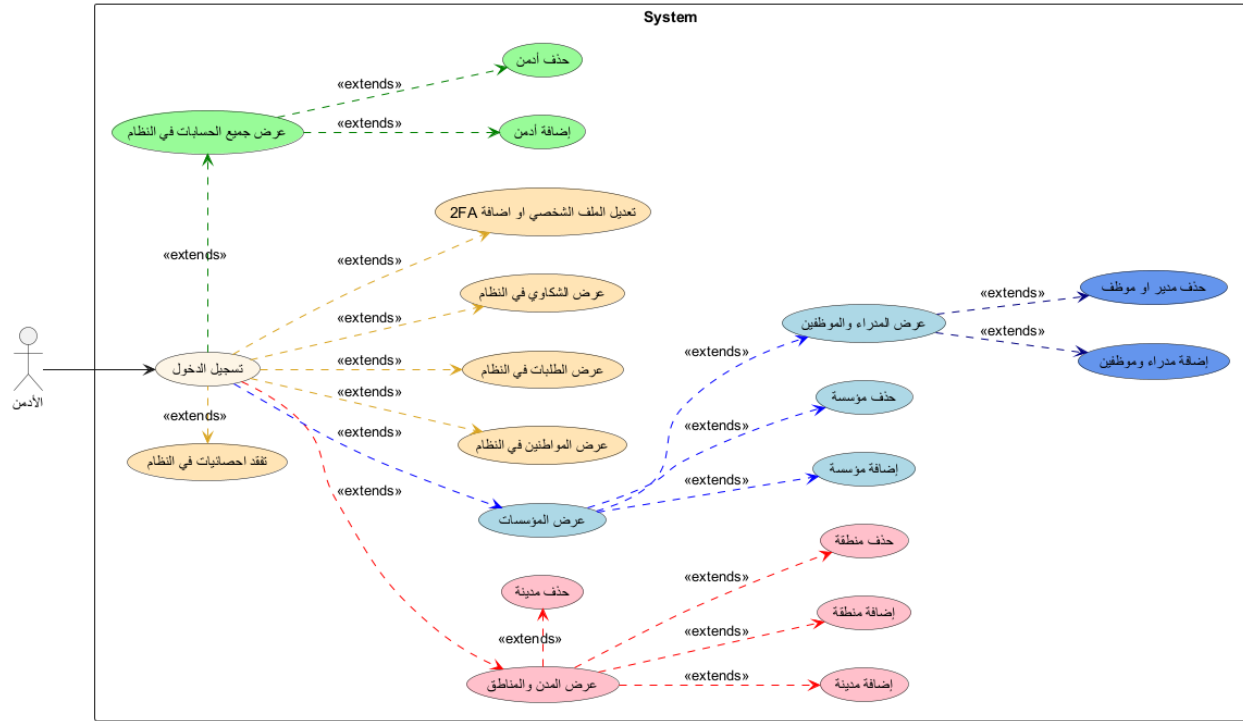 System
حذف أدمن
«extends»
عرض جميع الحسابات في النظام
«extends»
إضافة أدمن
تعديل الملف الشخصي او اضافة 2FA
«extends»
«extends»
عرض الشكاوي في النظام
حذف مدير او موظف
«extends»
عرض المدراء والموظفين
«extends»
«extends»
«extends»
إضافة مدراء وموظفين
الأدمن
تسجيل الدخول
«extends»
عرض الطلبات في النظام
«extends»
«extends»
حذف مؤسسة
«extends»
«extends»
عرض المواطنين في النظام
تفقد احصائيات في النظام
«extends»
«extends»
إضافة مؤسسة
«extends»
عرض المؤسسات
حذف منطقة
«extends»
حذف مدينة
«extends»
إضافة منطقة
«extends»
عرض المدن والمناطق
«extends»
إضافة مدينة